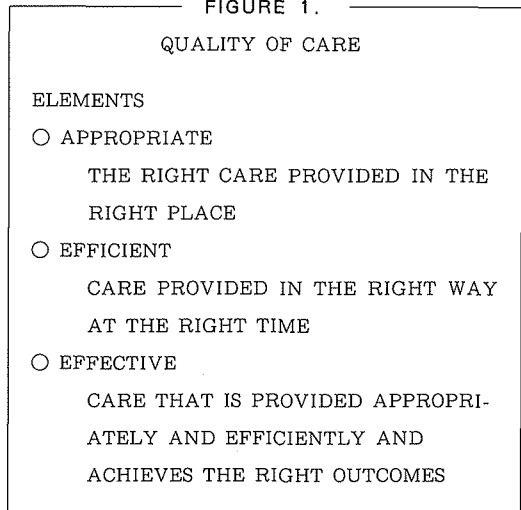 FIGURE 1.
QUALITY OF CARE
ELEMENTS
○ APPROPRIATE
THE RIGHT CARE PROVIDED IN THE
RIGHT PLACE
○ EFFICIENT
CARE PROVIDED IN THE RIGHT WAY
AT THE RIGHT TIME
○ EFFECTIVE
CARE THAT IS PROVIDED APPROPRI-
ATELY AND EFFICIENTLY AND
ACHIEVES THE RIGHT OUTCOMES